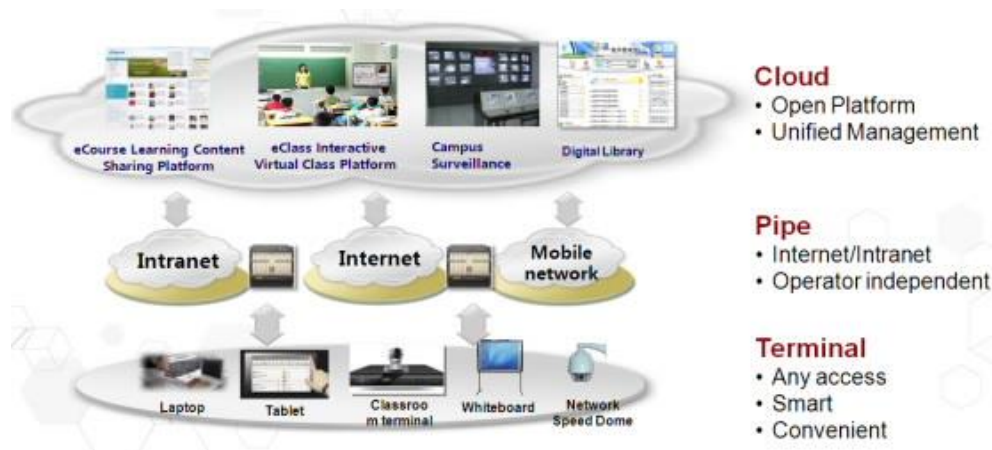 eCourse Learning Content
Sharing Platform
eClass Interactive
Virtual Class Platform
Campus
Surveillance
Digital Library
Cloud
• Open Platform
• Unified Management
Intranet
Internet
Mobile
network
Pipe
• Internet/Intranet
• Operator independent
Laptop
Tablet
Classroo
m terminal
Whiteboard
Network
Speed Dome
Terminal
• Any access
• Smart
• Convenient